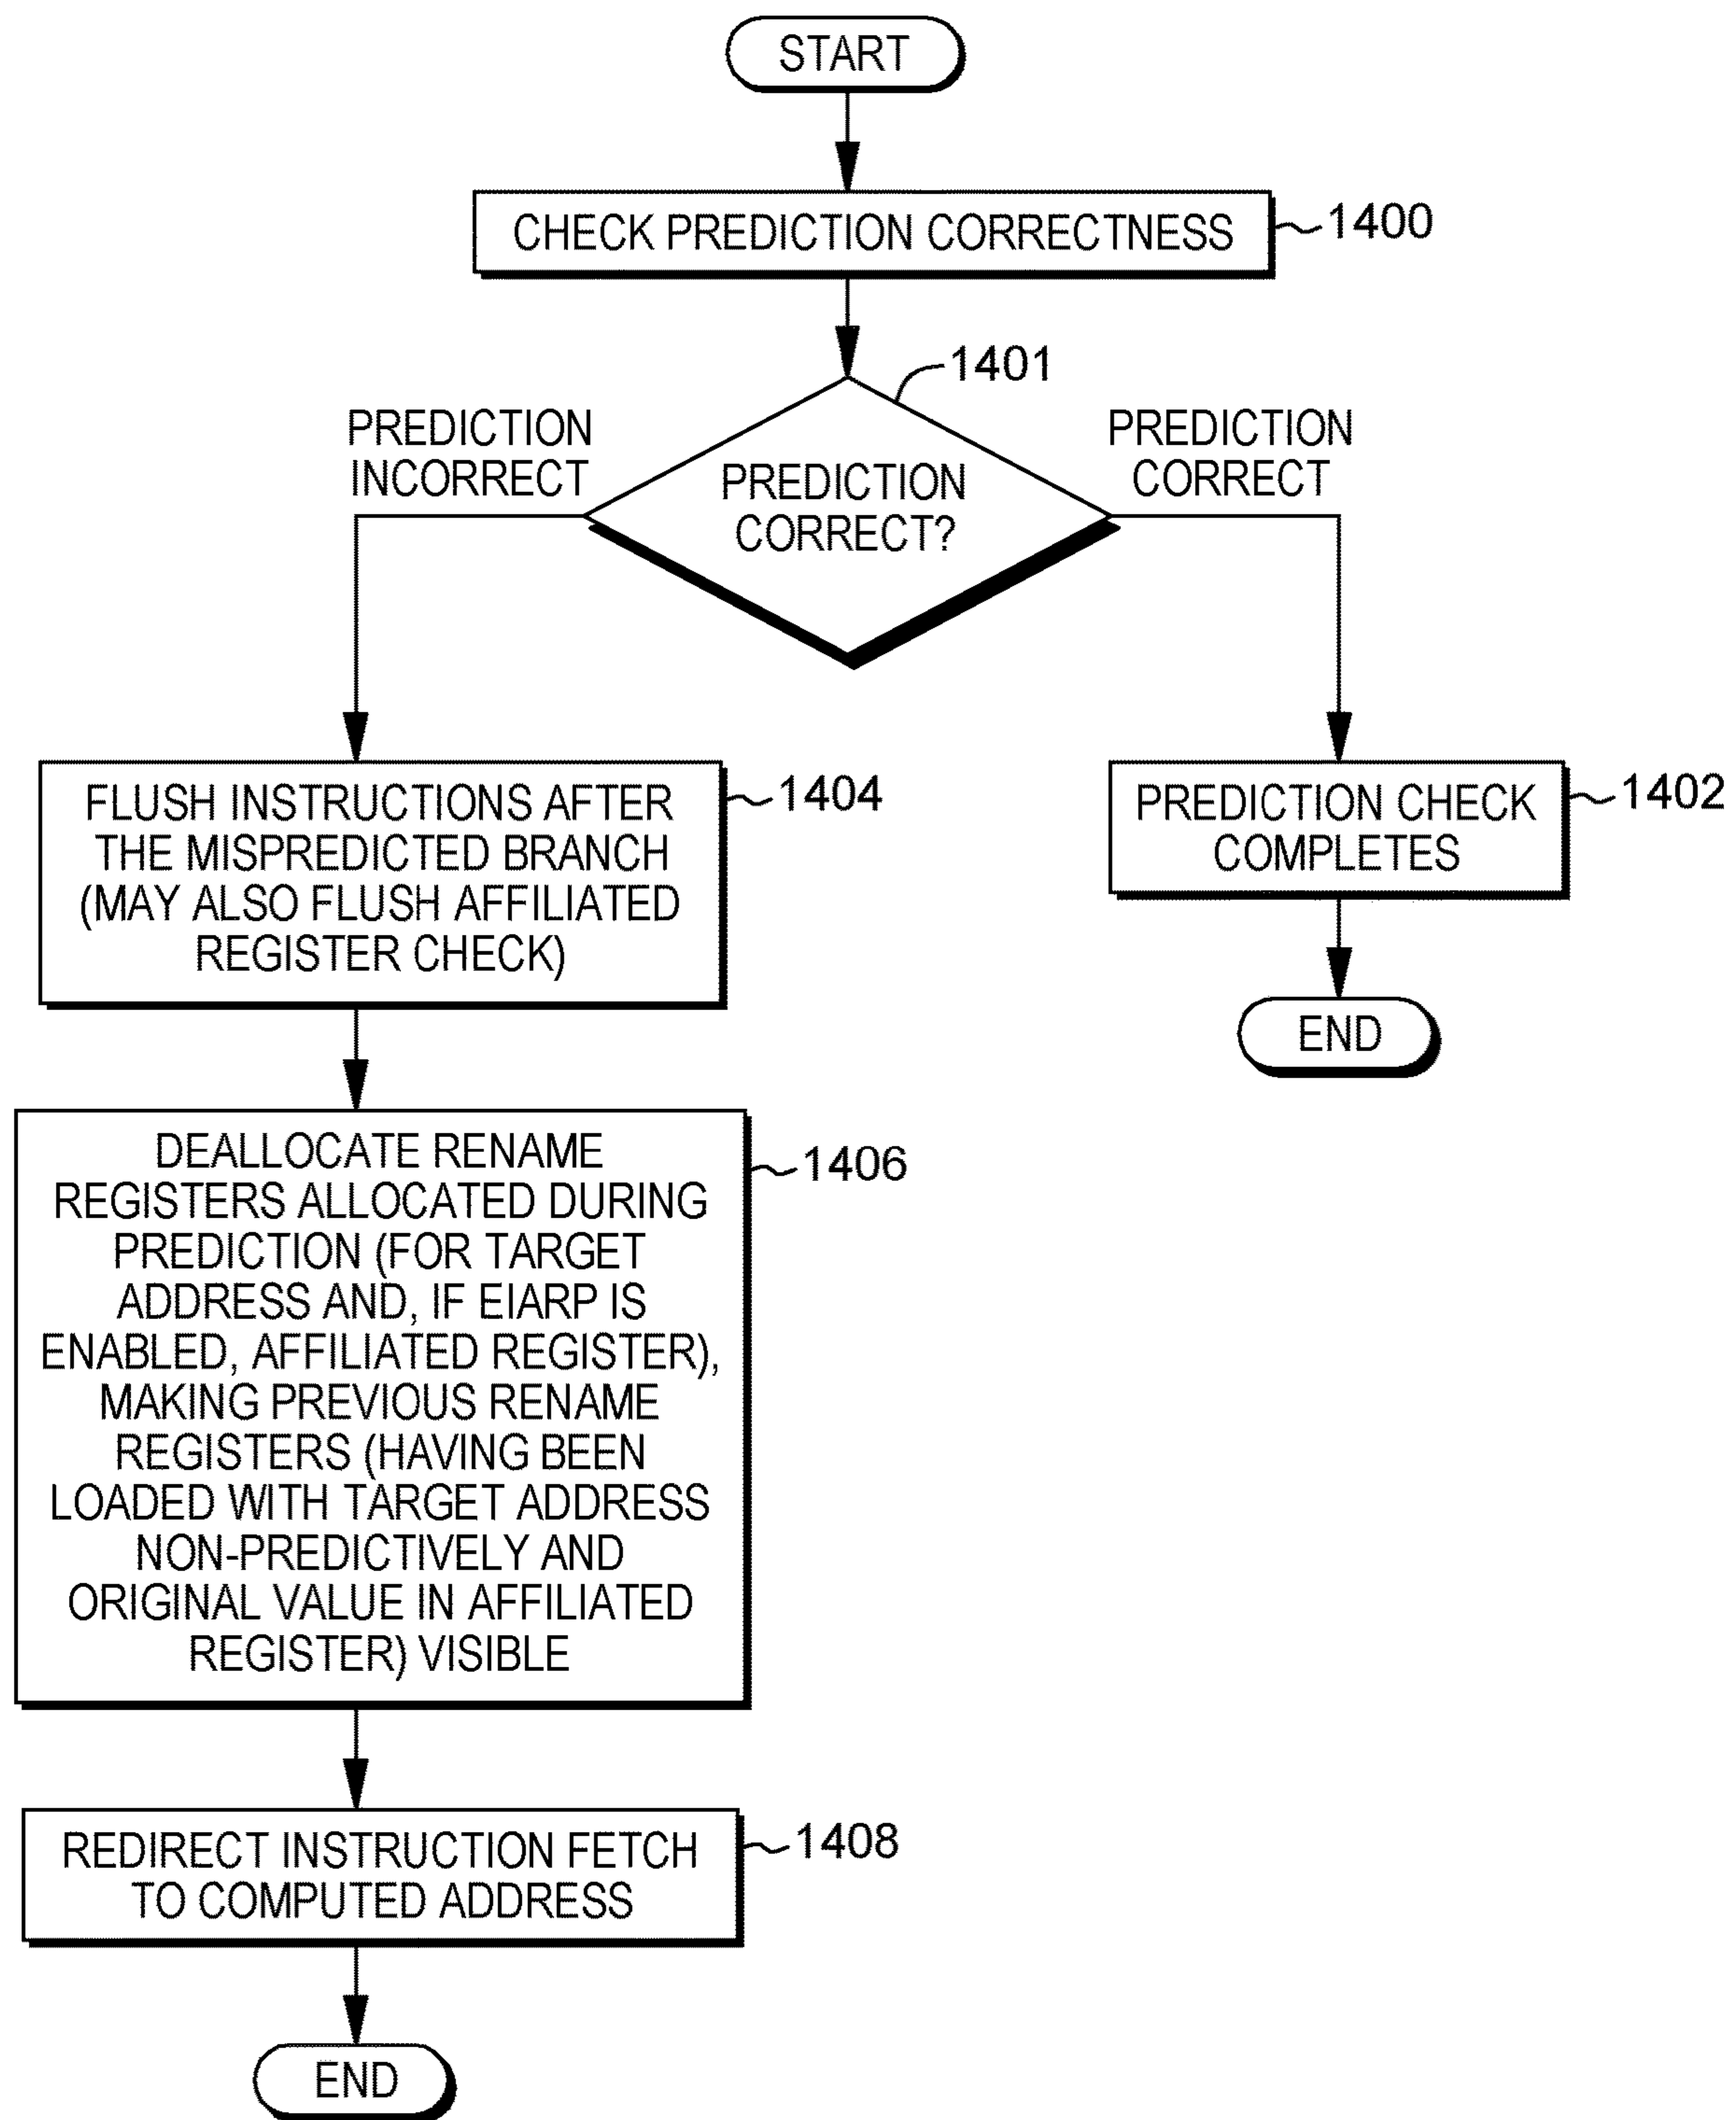 START
CHECK PREDICTION CORRECTNESS
1400
1401
PREDICTION
INCORRECT
PREDICTION
CORRECT?
PREDICTION
CORRECT
FLUSH INSTRUCTIONS AFTER
THE MISPREDICTED BRANCH
(MAY ALSO FLUSH AFFILIATED
REGISTER CHECK)
1404
PREDICTION CHECK
COMPLETES
1402
END
DEALLOCATE RENAME
REGISTERS ALLOCATED DURING
PREDICTION (FOR TARGET
ADDRESS AND, IF EIARP IS
ENABLED, AFFILIATED REGISTER),
MAKING PREVIOUS RENAME
REGISTERS (HAVING BEEN
LOADED WITH TARGET ADDRESS
NON-PREDICTIVELY AND
ORIGINAL VALUE IN AFFILIATED
REGISTER) VISIBLE
1406
REDIRECT INSTRUCTION FETCH
TO COMPUTED ADDRESS
1408
END